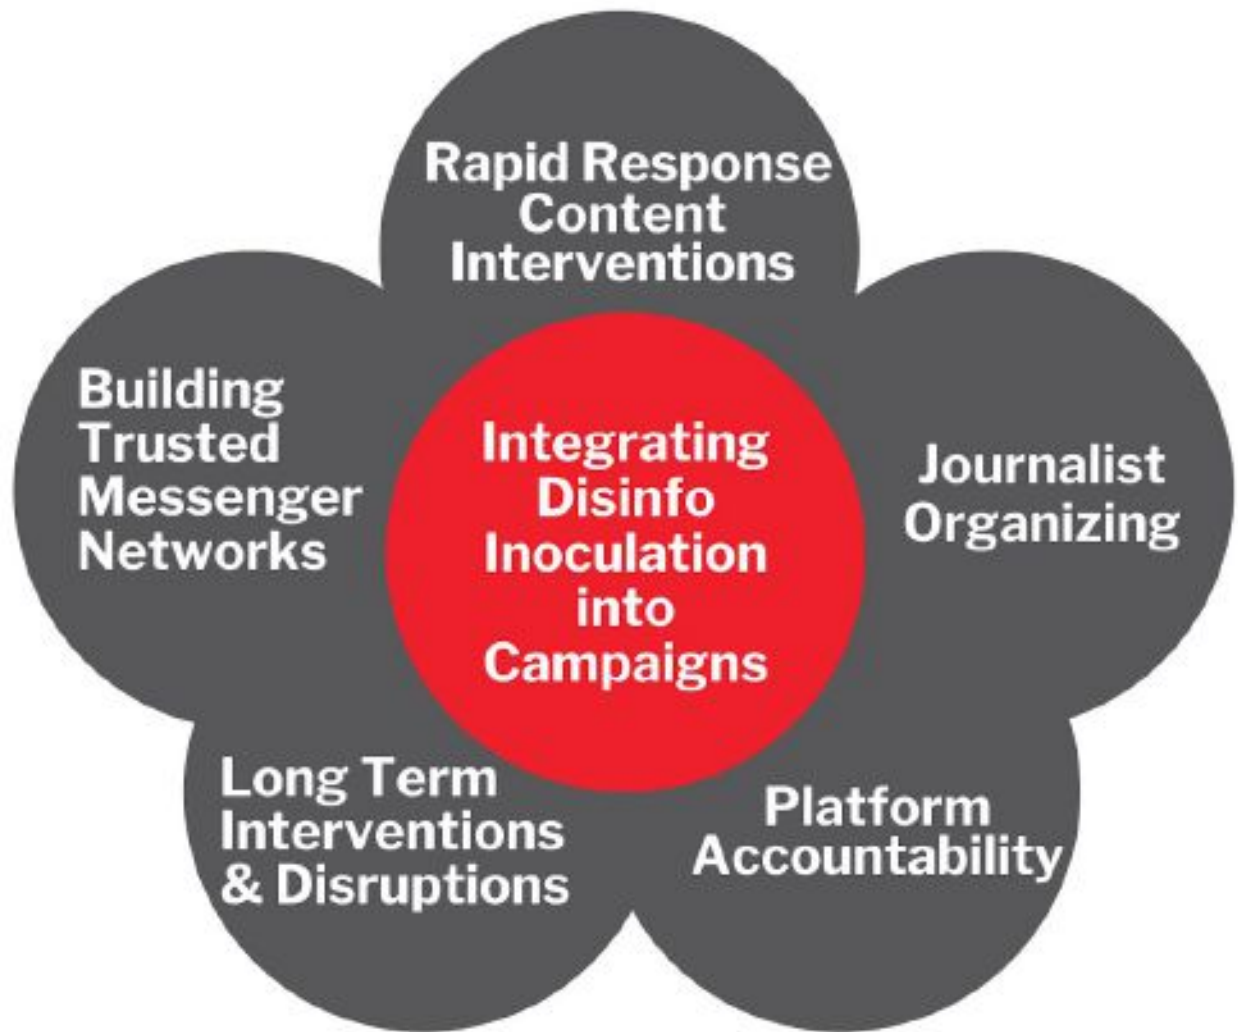 Rapid Response
Content
Interventions
Building
Trusted
Messenger
Networks
Integrating
Disinfo
Inoculation
into
Campaigns
Journalist
Organizing
Long Term
Interventions
& Disruptions
Platform
Accountability